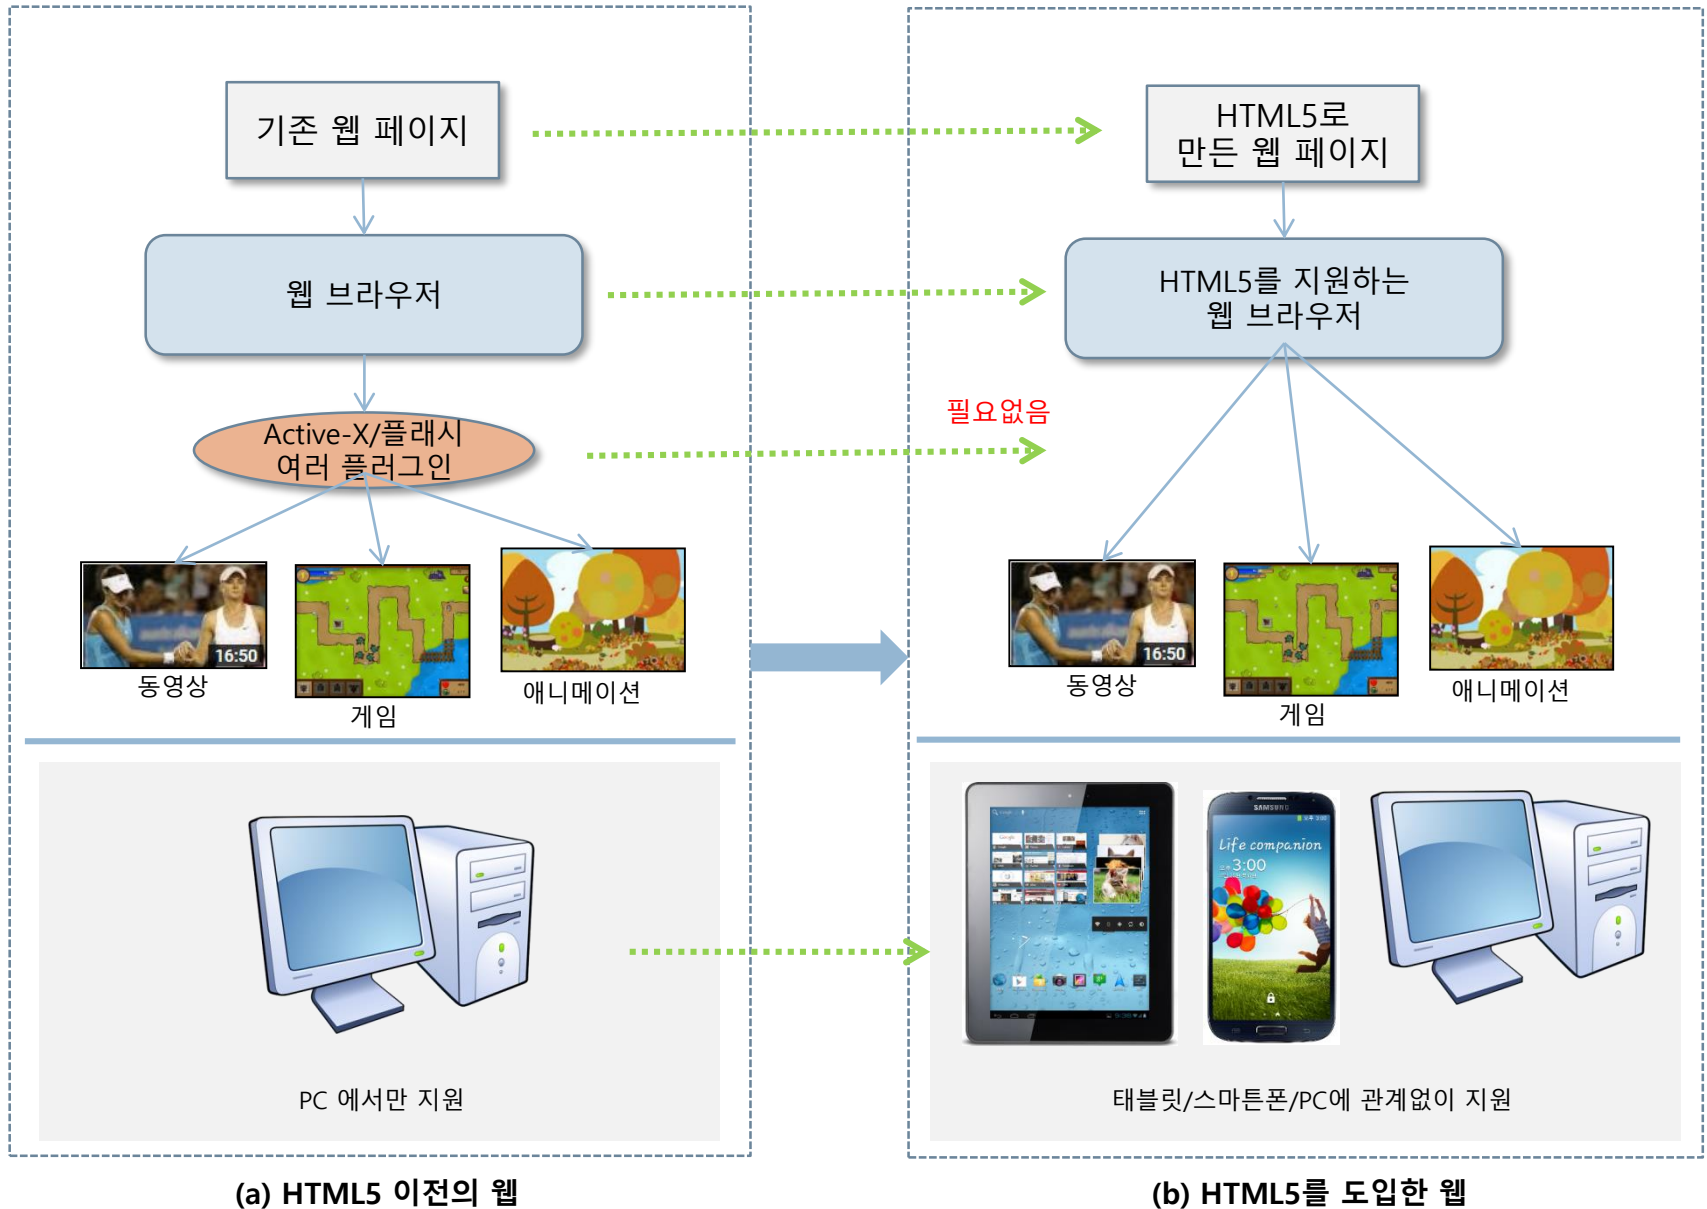 기존 웹 페이지
웹 브라우저
Active-X/플래시
여러 플러그인
16:50
동영상
게임
애니메이션
PC 에서만 지원
(a) HTML5 이전의 웹
필요없음
HTML5로
만든 웹 페이지
HTML5를 지원하는
웹 브라우저
16:50
동영상
게임
애니메이션
SAMSUNG
Life companion
3:00
태블릿/스마트폰/PC에 관계없이 지원
(b) HTML5를 도입한 웹